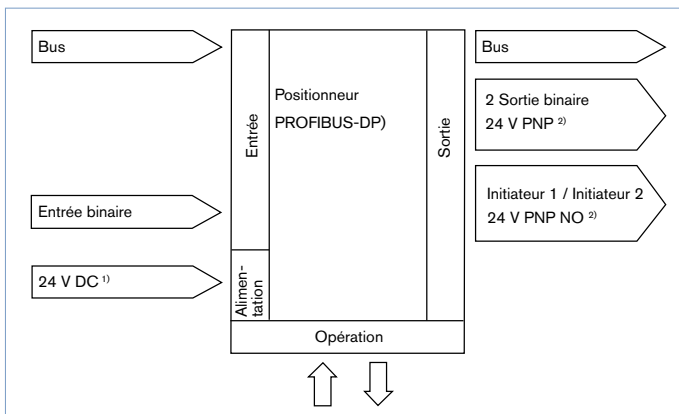 Bus
Entrée binaire
24 V DC 1)
Entrée
Alimen-
tation
Positionneur
PROFIBUS-DP)
Sortie
Opération
Bus
2 Sortie binaire
24 V PNP 2)
Initiateur 1 / Initiateur 2
24 V PNP NO 2)